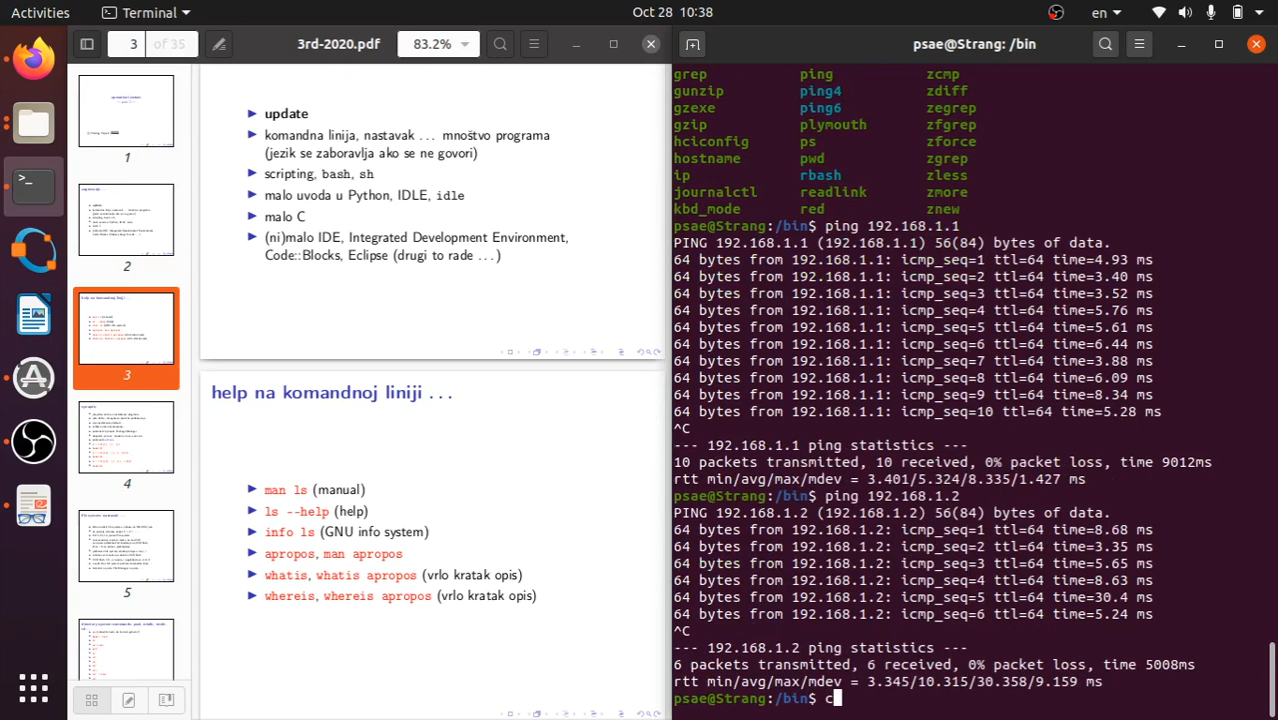 Activities
Terminal
Oct 28 10:38
en
3
of 35
3rd-2020.pdf
83.2%
1
2
3
4
5
update
komandna linija, nastavak . . . mnoštvo programa
(jezik se zaboravlja ako se ne govori)
scripting, bash, sh
malo uvoda u Python, IDLE, idle
malo C
(ni)malo IDE, Integrated Development Environment,
Code::Blocks, Eclipse (drugi to rade . . . )
help na komandnoj liniji . . .
man ls (manual)
ls --help (help)
info ls (GNU info system)
apropos, man apropos
whatis, whatis apropos (vrlo kratak opis)
whereis, whereis apropos (vrlo kratak opis)
psae@Strang: /bin
grep ping zcmp
gunzip ping4 zdiff
gzexe ping6 zegrep
gzip plymouth zfgrep
hciconfig ps zforce
hostname pwd zgrep
ip rbash zless
journalctl readlink zmore
kbd_mode red znew
psae@Strang:/bin$ ping 192.168.1.1
PING 192.168.1.1 (192.168.1.1) 56(84) bytes of data.
64 bytes from 192.168.1.1: icmp_seq=1 ttl=64 time=4.93 ms
64 bytes from 192.168.1.1: icmp_seq=2 ttl=64 time=3.40 ms
64 bytes from 192.168.1.1: icmp_seq=3 ttl=64 time=3.52 ms
64 bytes from 192.168.1.1: icmp_seq=4 ttl=64 time=5.76 ms
64 bytes from 192.168.1.1: icmp_seq=5 ttl=64 time=5.61 ms
64 bytes from 192.168.1.1: icmp_seq=6 ttl=64 time=6.44 ms
64 bytes from 192.168.1.1: icmp_seq=7 ttl=64 time=3.88 ms
64 bytes from 192.168.1.1: icmp_seq=8 ttl=64 time=6.09 ms
64 bytes from 192.168.1.1: icmp_seq=9 ttl=64 time=8.34 ms
64 bytes from 192.168.1.1: icmp_seq=10 ttl=64 time=5.28 ms
^C
--- 192.168.1.1 ping statistics ---
10 packets transmitted, 10 received, 0% packet loss, time 9012ms
rtt min/avg/max/mdev = 3.401/5.324/8.335/1.427 ms
psae@Strang:/bin$ ping 192.168.1.2
PING 192.168.1.2 (192.168.1.2) 56(84) bytes of data.
64 bytes from 192.168.1.2: icmp_seq=1 ttl=64 time=8.68 ms
64 bytes from 192.168.1.2: icmp_seq=2 ttl=64 time=3.35 ms
64 bytes from 192.168.1.2: icmp_seq=3 ttl=64 time=5.65 ms
64 bytes from 192.168.1.2: icmp_seq=4 ttl=64 time=8.63 ms
64 bytes from 192.168.1.2: icmp_seq=5 ttl=64 time=30.4 ms
64 bytes from 192.168.1.2: icmp_seq=6 ttl=64 time=5.24 ms
^C
--- 192.168.1.2 ping statistics ---
6 packets transmitted, 6 received, 0% packet loss, time 5008ms
rtt min/avg/max/mdev = 3.345/10.315/30.358/9.159 ms
psae@Strang:/bin$ c